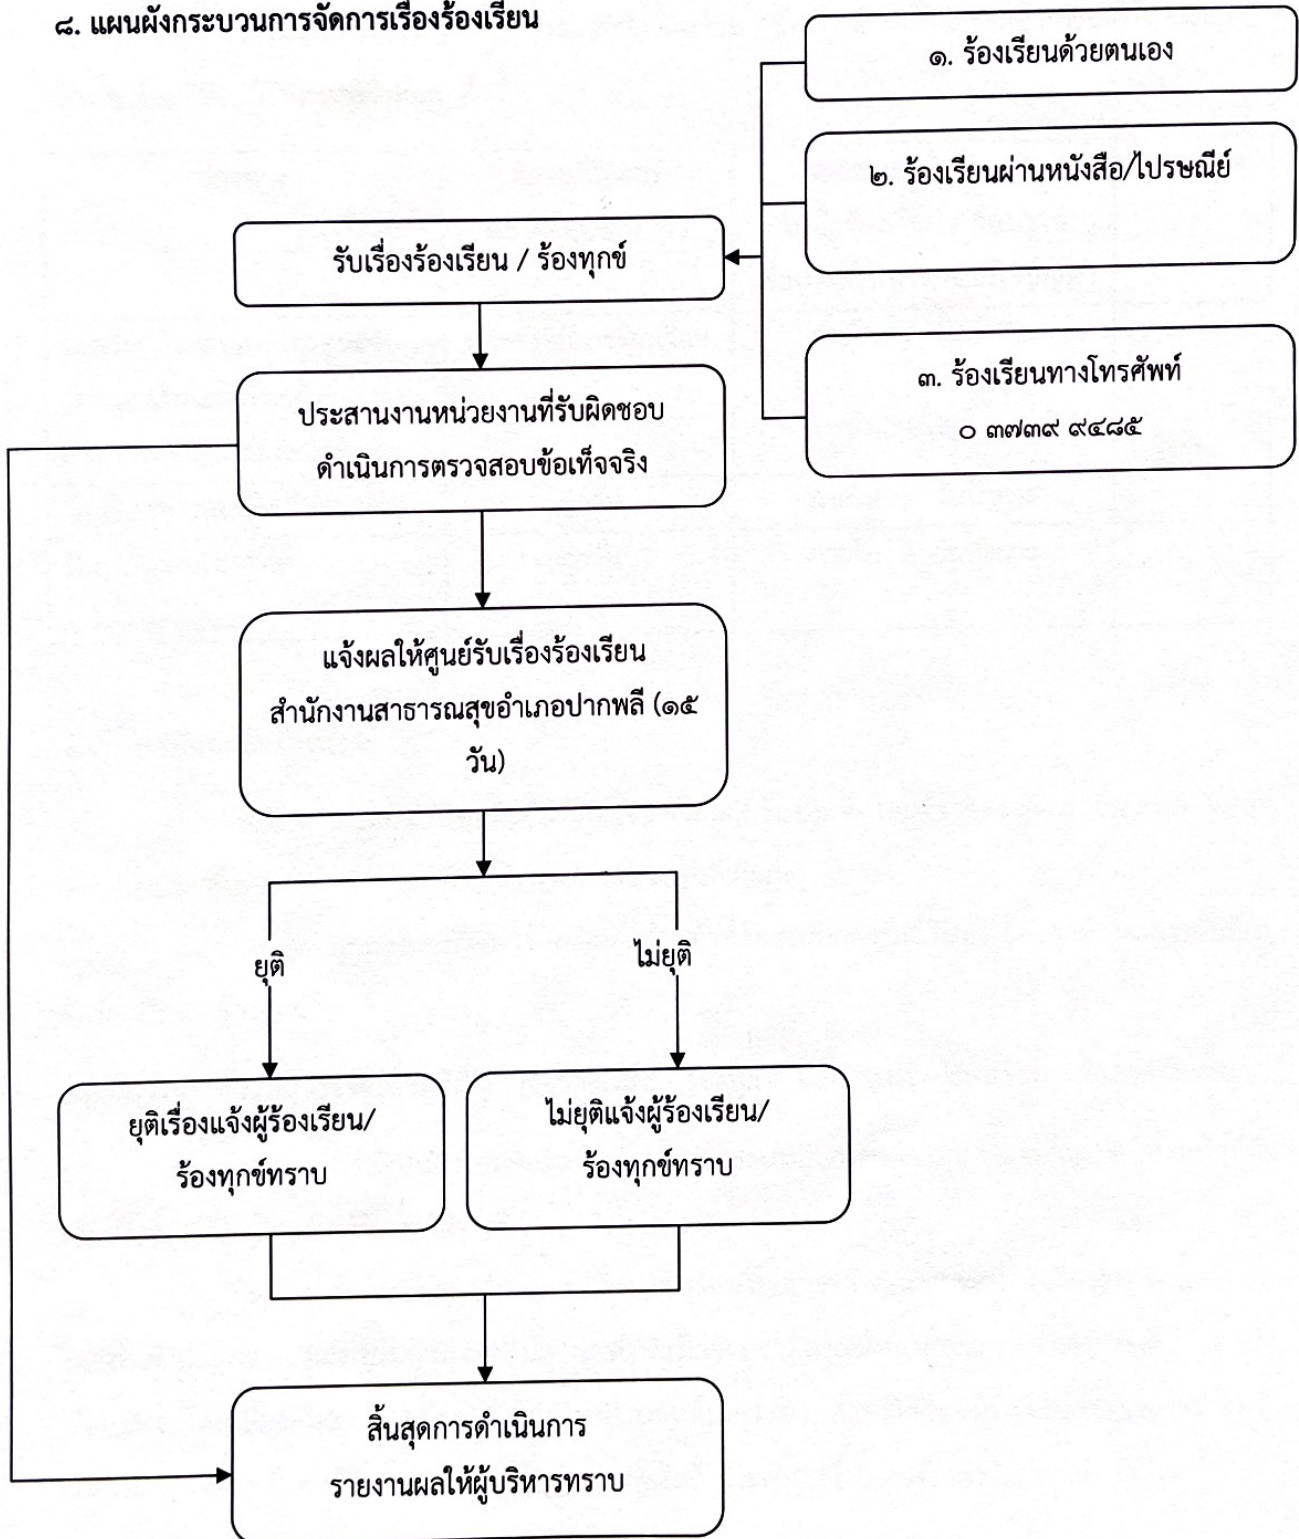 ๘. แผนผังกระบวนการจัดการเรื่องร้องเรียน
๑. ร้องเรียนด้วยตนเอง
๒. ร้องเรียนผ่านหนังสือ/ไปรษณีย์
๓. ร้องเรียนทางโทรศัพท์
๐ ๓๗๓๙ ๙๔๘๕
รับเรื่องร้องเรียน / ร้องทุกข์
ประสานงานหน่วยงานที่รับผิดชอบ
ดำเนินการตรวจสอบข้อเท็จจริง
แจ้งผลให้ศูนย์รับเรื่องร้องเรียน
สำนักงานสาธารณสุขอำเภอปากพลี (๑๕
วัน)
ยุติ
ไม่ยุติ
ยุติเรื่องแจ้งผู้ร้องเรียน/
ร้องทุกข์ทราบ
ไม่ยุติแจ้งผู้ร้องเรียน/
ร้องทุกข์ทราบ
สิ้นสุดการดำเนินการ
รายงานผลให้ผู้บริหารทราบ